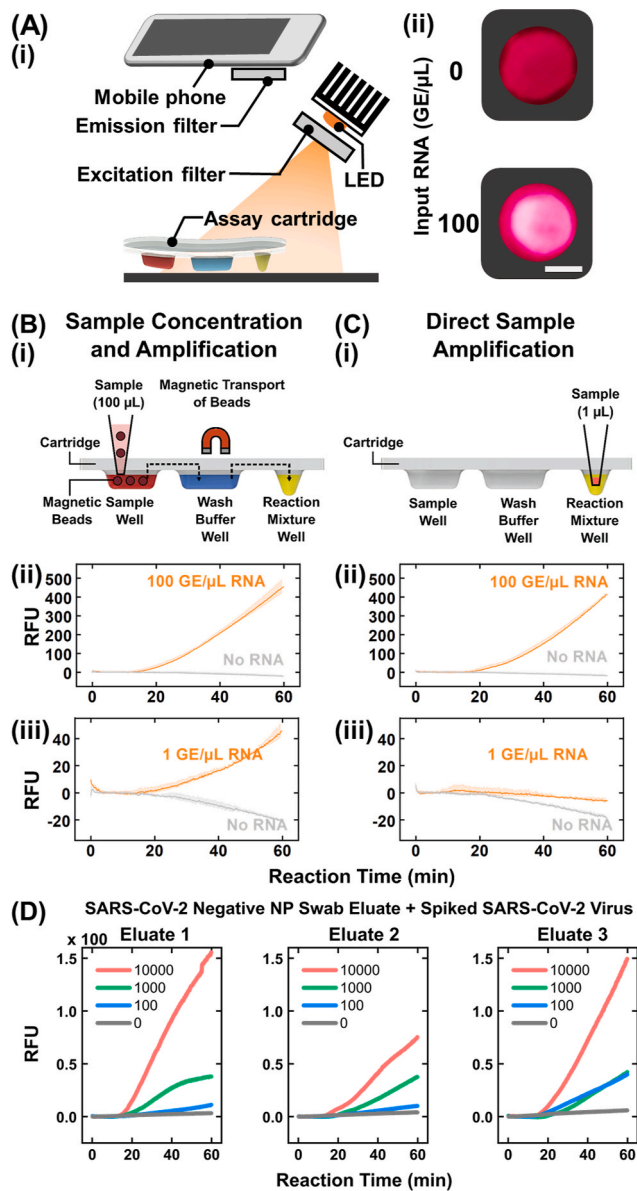 (A)
(i)
Mobile phone
Emission filter
Excitation filter
LED
Assay cartridge
(ii)
Input RNA (GE/µL)
0
100
(B)
Sample Concentration
and Amplification
(i)
Sample
(100 µL)
Magnetic Transport
of Beads
Cartridge
Magnetic
Beads
Sample
Well
Wash
Buffer
Well
Reaction
Mixture
Well
(C)
Direct Sample
Amplification
(i)
Sample
(1 µL)
Cartridge
Sample
Well
Wash
Buffer
Well
Reaction
Mixture
Well
(ii)
RFU
500
400
300
200
100
0
100 GE/µL RNA
No RNA
0 20 40 60
(ii)
500
400
300
200
100
0
100 GE/µL RNA
No RNA
0 20 40 60
(iii)
RFU
40
20
0
-20
1 GE/µL RNA
No RNA
0 20 40 60
(iii)
40
20
0
-20
1 GE/µL RNA
No RNA
0 20 40 60
Reaction Time (min)
(D)
SARS-CoV-2 Negative NP Swab Eluate + Spiked SARS-CoV-2 Virus
x 100
RFU
Eluate 1
1.5
1.0
0.5
0.0
10000
1000
100
0
0 20 40 60
Eluate 2
1.5
1.0
0.5
0.0
10000
1000
100
0
0 20 40 60
Eluate 3
1.5
1.0
0.5
0.0
10000
1000
100
0
0 20 40 60
Reaction Time (min)